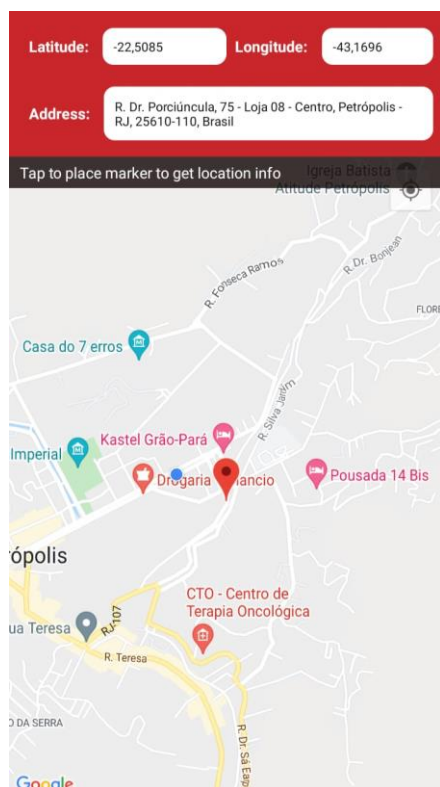 Latitude: -22,5085 Longitude: -43,1696
Address: R. Dr. Porciúncula, 75 - Loja 08 - Centro, Petrópolis -
RJ, 25610-110, Brasil
Tap to place marker to get location info
Igreja Batista
Atitude Petrópolis
R. Dr. Bonjean
R. Fonseca Ramos
FLORE
Casa do 7 erros
R. Silva Jardim
Kastel Grão-Pará
Imperial
Drogaria
ancio
Pousada 14 Bis
rópolis
CTO - Centro de
Terapia Oncológica
ua Teresa
RJ-107
R. Teresa
O DA SERRA
R. Dr. Sá Earp
Google